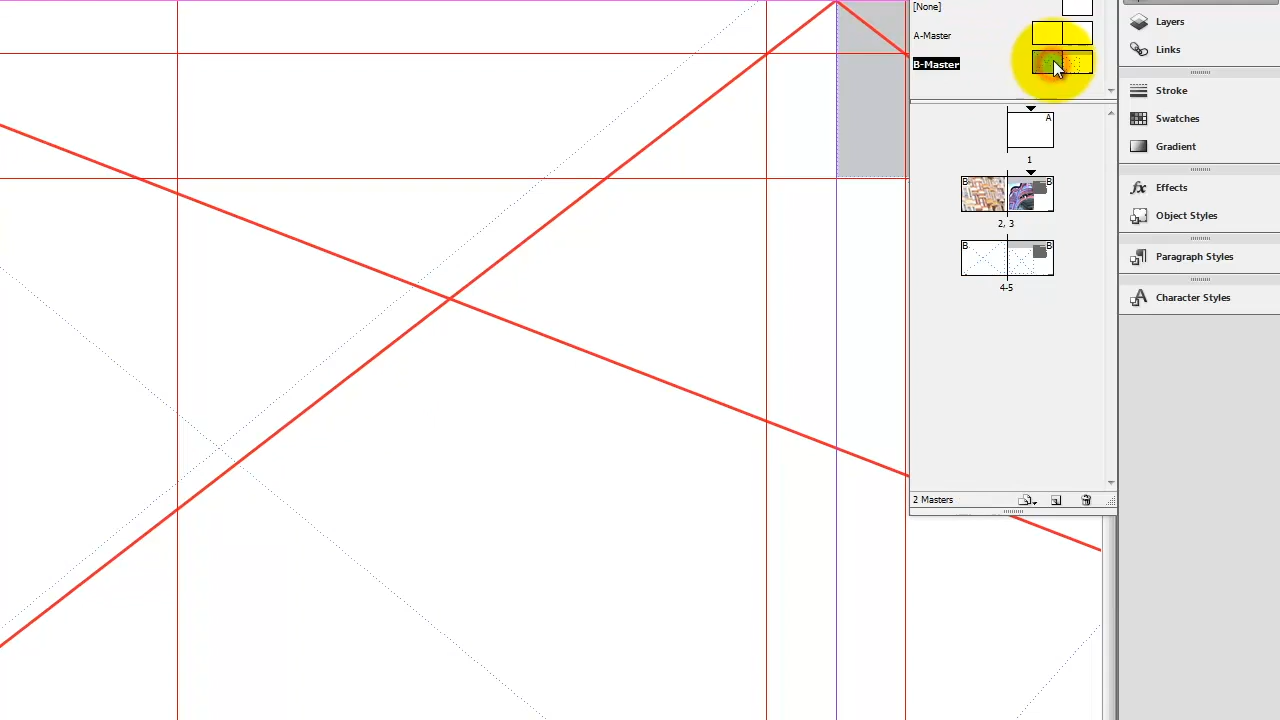 [None]
A-Master
B-Master
A
1
B
B
2, 3
B
B
4-5
2 Masters
Layers
Links
Stroke
Swatches
Gradient
fx
Effects
Object Styles
Paragraph Styles
Character Styles